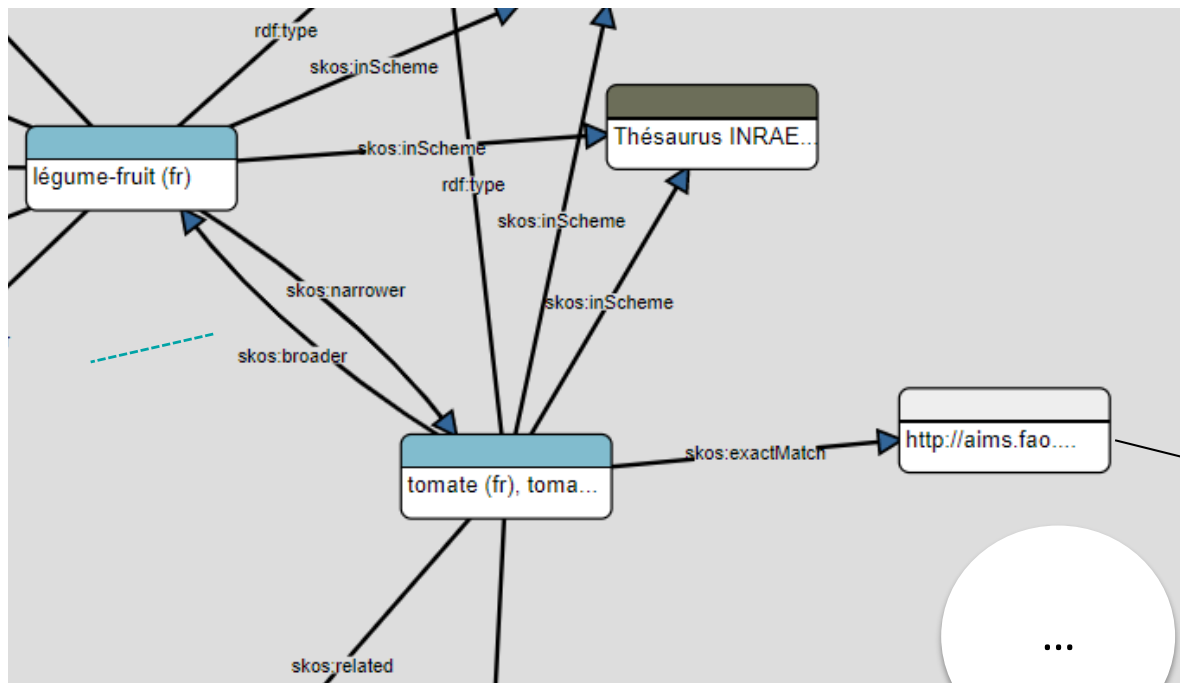 rdf:type
skos:inScheme
Thésaurus INRAE...
skos:inScheme
légume-fruit (fr)
rdf:type
skos:inScheme
skos:narrower
skos:inScheme
skos:broader
http://aims.fao....
skos:exactMatch
tomate (fr), toma...
...
skos:related